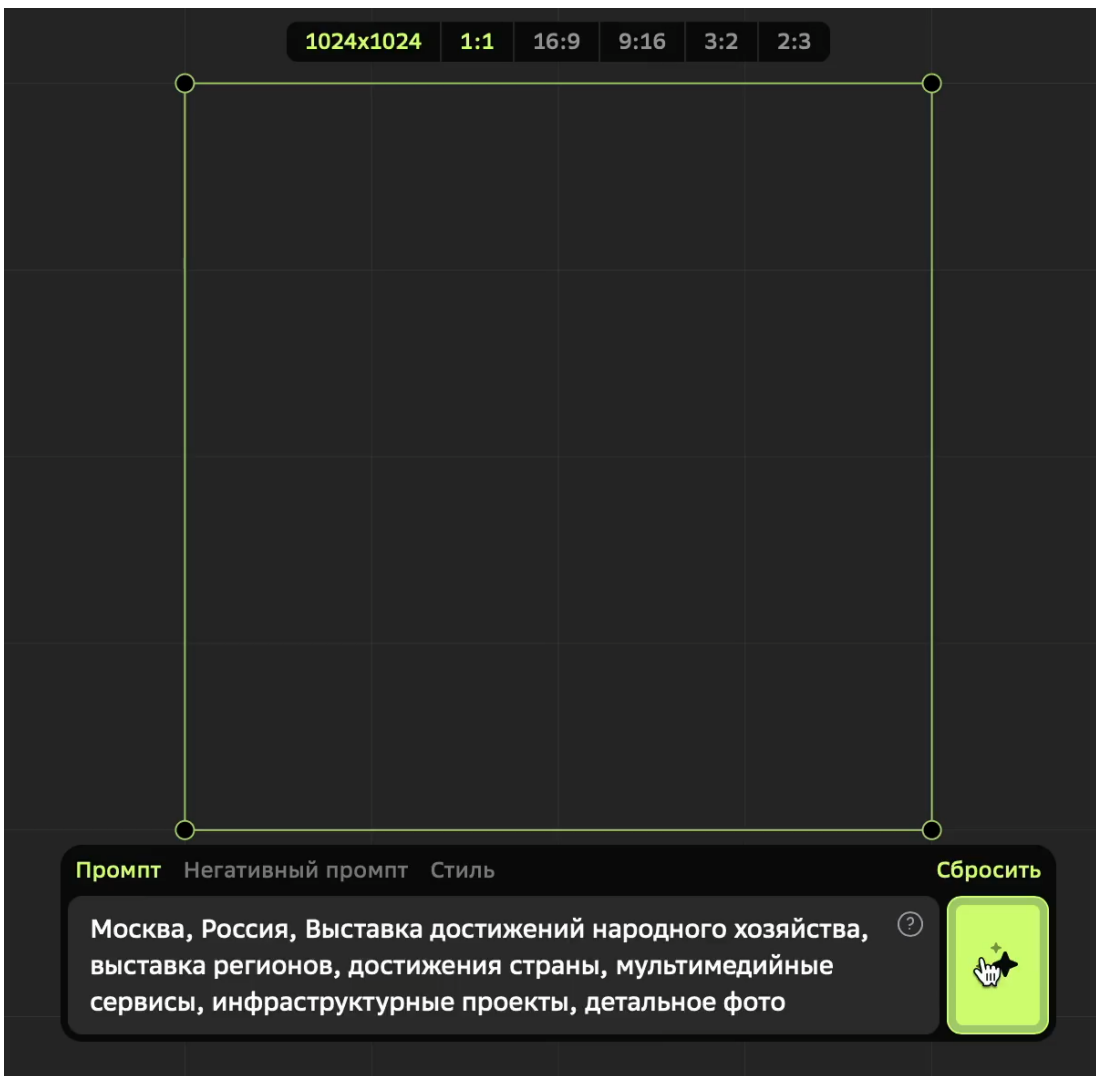 1024x1024 1:1 16:9 9:16 3:2 2:3
Промпт Негативный промпт Стиль Сбросить
Москва, Россия, Выставка достижений народного хозяйства, ?
выставка регионов, достижения страны, мультимедийные
сервисы, инфраструктурные проекты, детальное фото